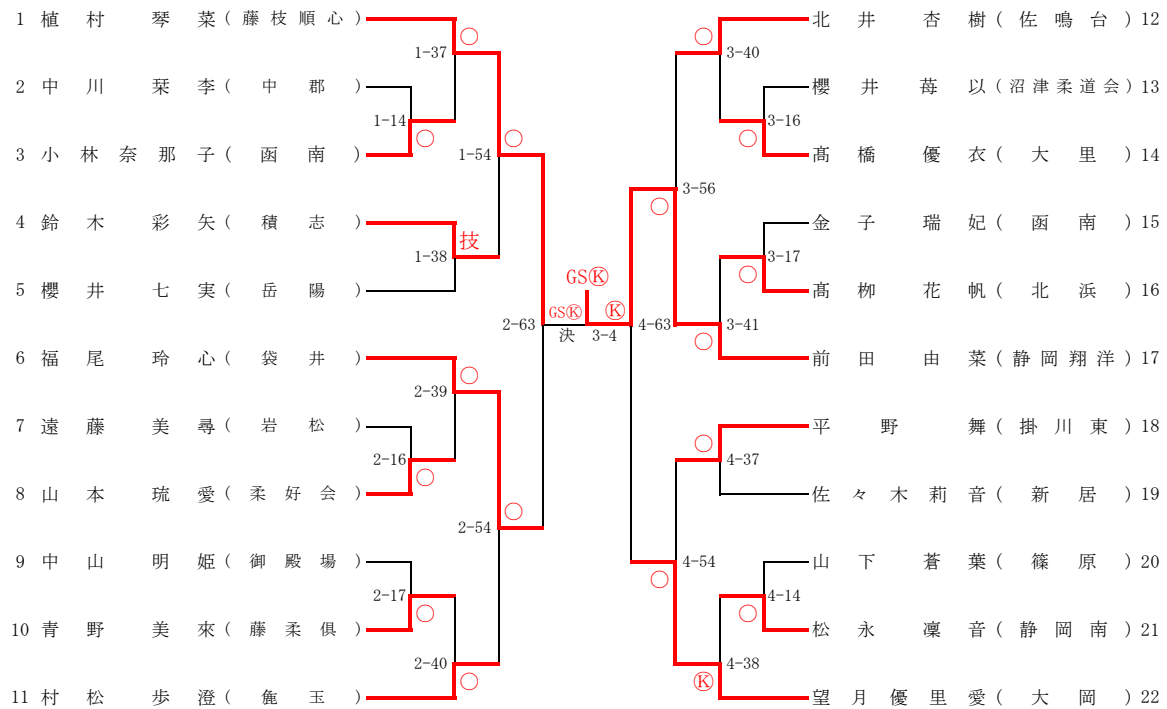 1 植村 琴菜(藤枝順心)
2 中川 栞李(中郡)
3 小林奈那子(函南)
4 鈴木 彩矢(積志)
5 櫻井 七実(岳陽)
6 福尾 玲心(袋井)
7 遠藤 美尋(岩松)
8 山本 琉愛(柔好会)
9 中山 明姫(御殿場)
10 青野 美來(藤柔倶)
11 村松 歩澄(麁玉)
1-37
1-14
○
○
1-54
○
1-38
技
2-63
2-39
○
2-16
○
2-54
○
2-17
○
2-40
○
GSⓀ
GSⓀ
Ⓚ
決 3-4
4-63
○
3-40
3-16
○
○
3-56
3-17
○
3-41
○
○
4-37
4-54
○
4-14
○
4-38
Ⓚ
北井 杏樹(佐鳴台)12
櫻井 苺以(沼津柔道会)13
髙橋 優衣(大里)14
金子 瑞妃(函南)15
髙栁 花帆(北浜)16
前田 由菜(静岡翔洋)17
平野 舞(掛川東)18
佐々木莉音(新居)19
山下 蒼葉(篠原)20
松永 凜音(静岡南)21
望月優里愛(大岡)22